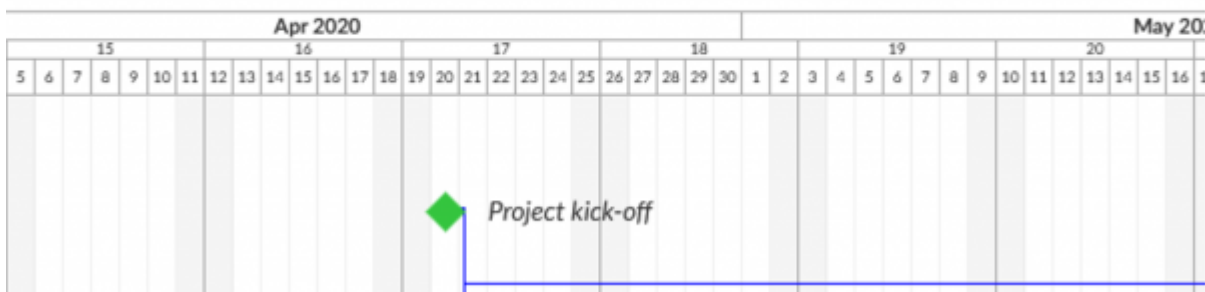 Apr 2020 May 202
15 16 17 18 19 20
5 6 7 8 9 10 11 12 13 14 15 16 17 18 19 20 21 22 23 24 25 26 27 28 29 30 1 2 3 4 5 6 7 8 9 10 11 12 13 14 15 16 1
Project kick-off